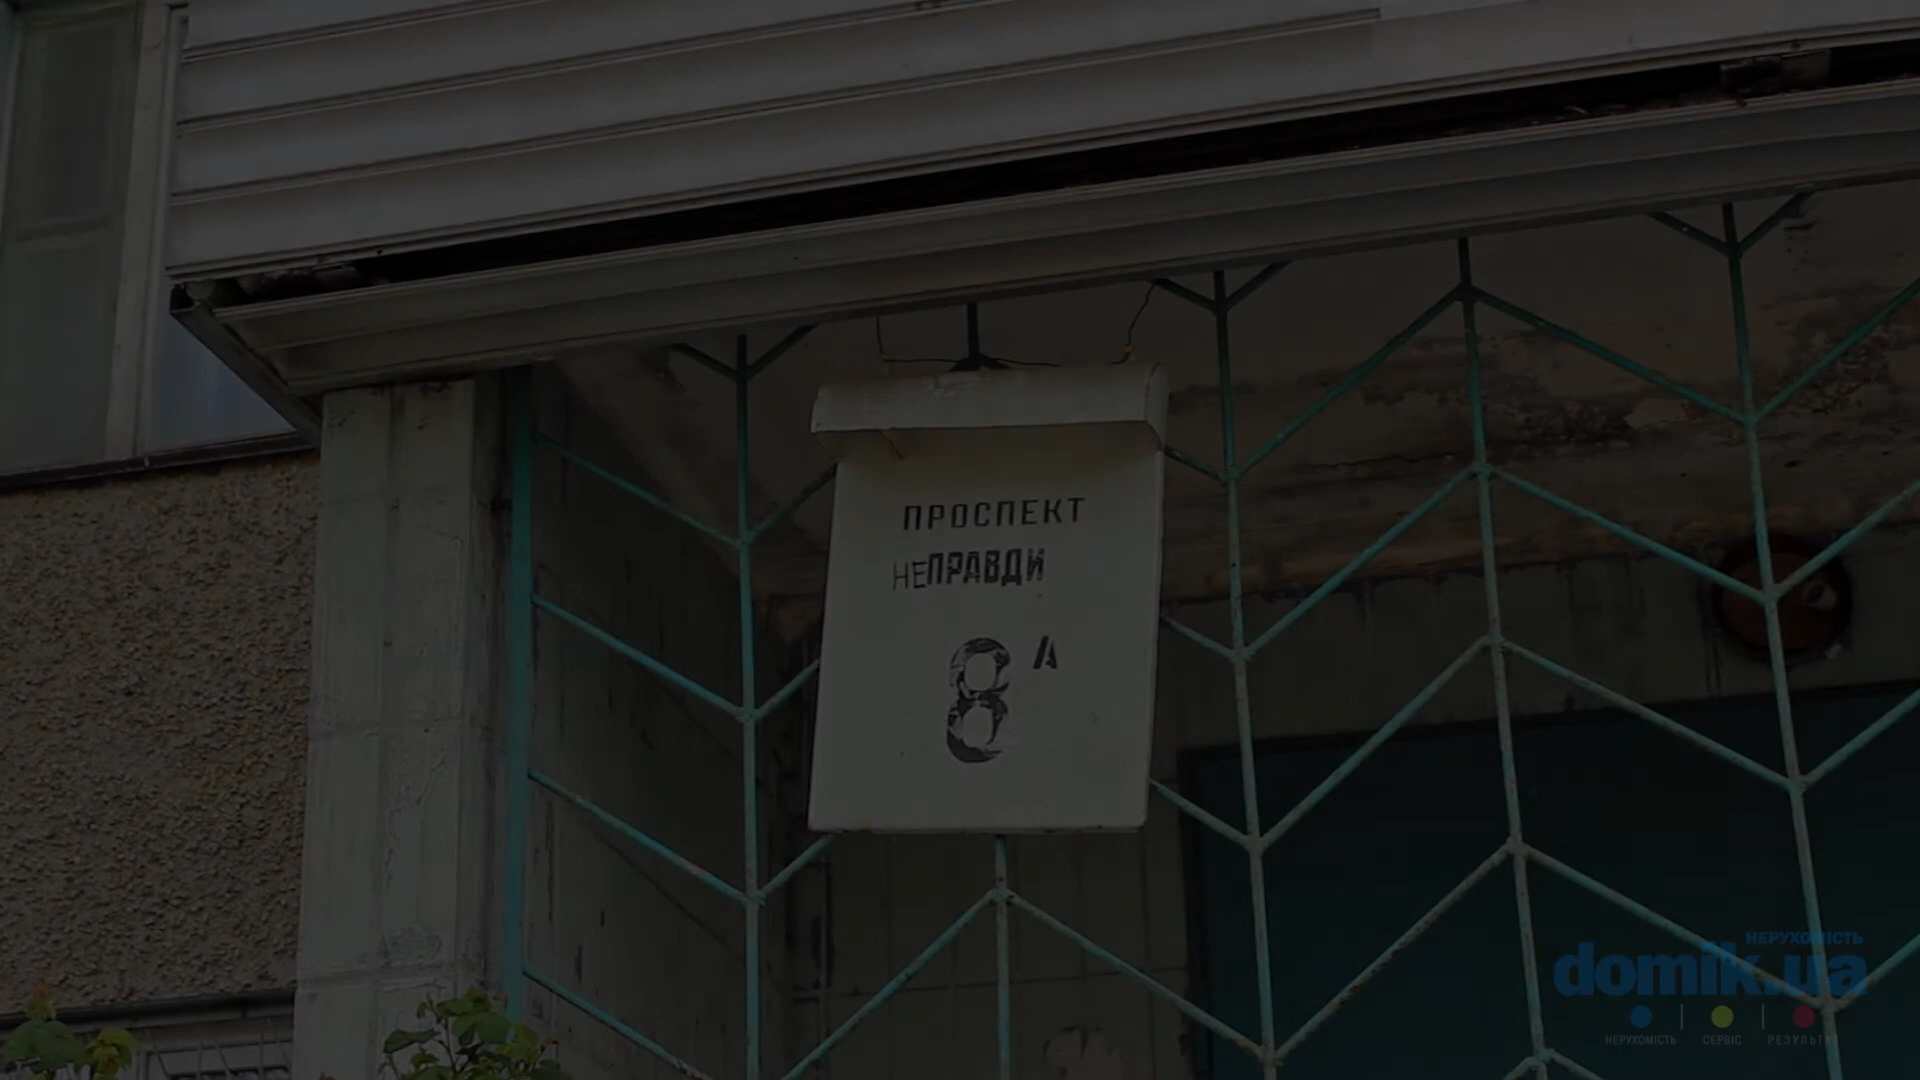 ПРОСПЕКТ
НЕПРАВДИ
8А
НЕРУХОМІСТЬ
domik.ua
НЕРУХОМІСТЬ | СЕРВІС | РЕЗУЛЬТАТ